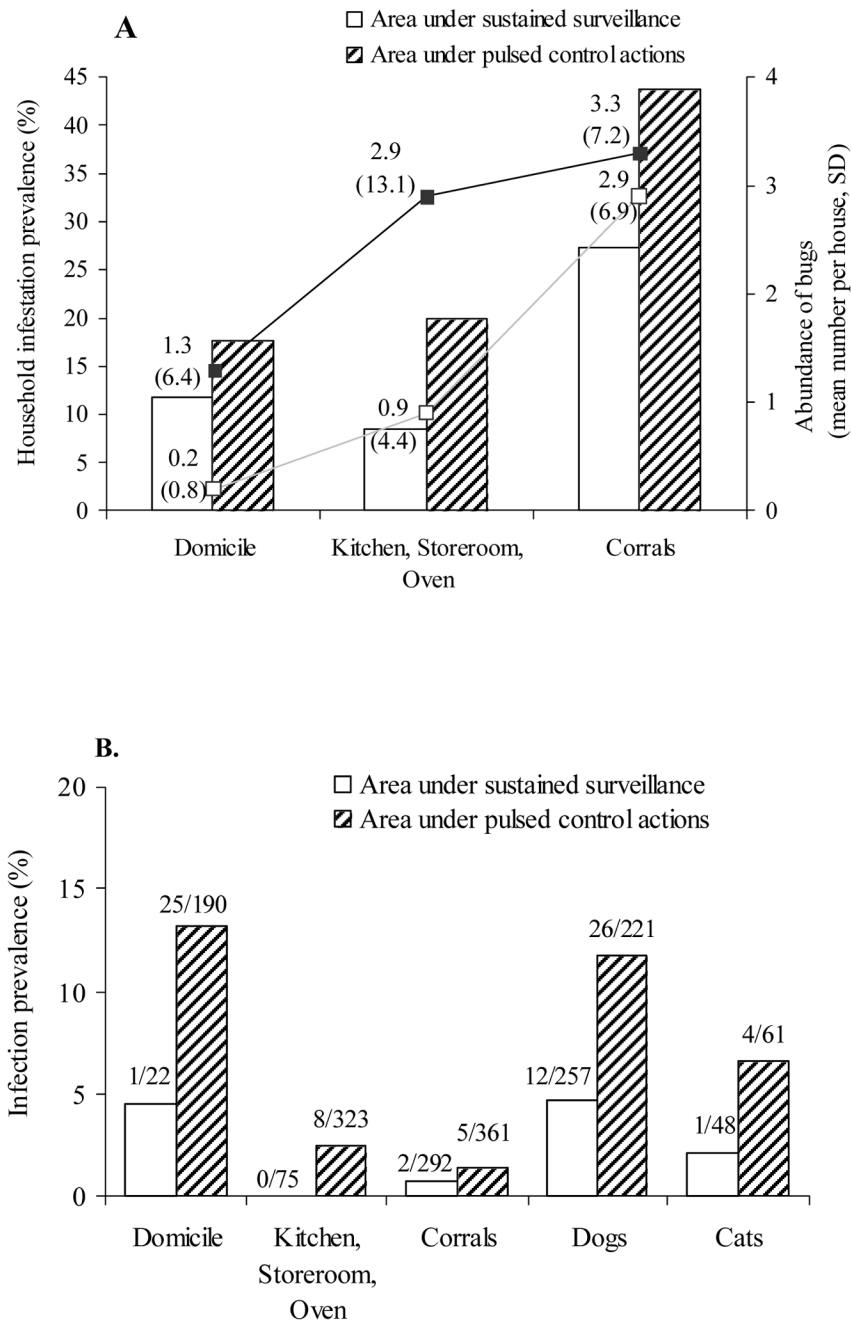 A
Area under sustained surveillance
Area under pulsed control actions
Household infestation prevalence (%)
45
40
35
30
25
20
15
10
5
0
4
3
2
1
0
Abundance of bugs
(mean number per house, SD)
1.3
(6.4)
0.2
(0.8)
2.9
(13.1)
0.9
(4.4)
3.3
(7.2)
2.9
(6.9)
Domicile
Kitchen, Storeroom,
Oven
Corrals
B.
Area under sustained surveillance
Area under pulsed control actions
Infection prevalence (%)
20
15
10
5
0
1/22
25/190
0/75
8/323
2/292
5/361
12/257
26/221
1/48
4/61
Domicile
Kitchen,
Storeroom,
Oven
Corrals
Dogs
Cats